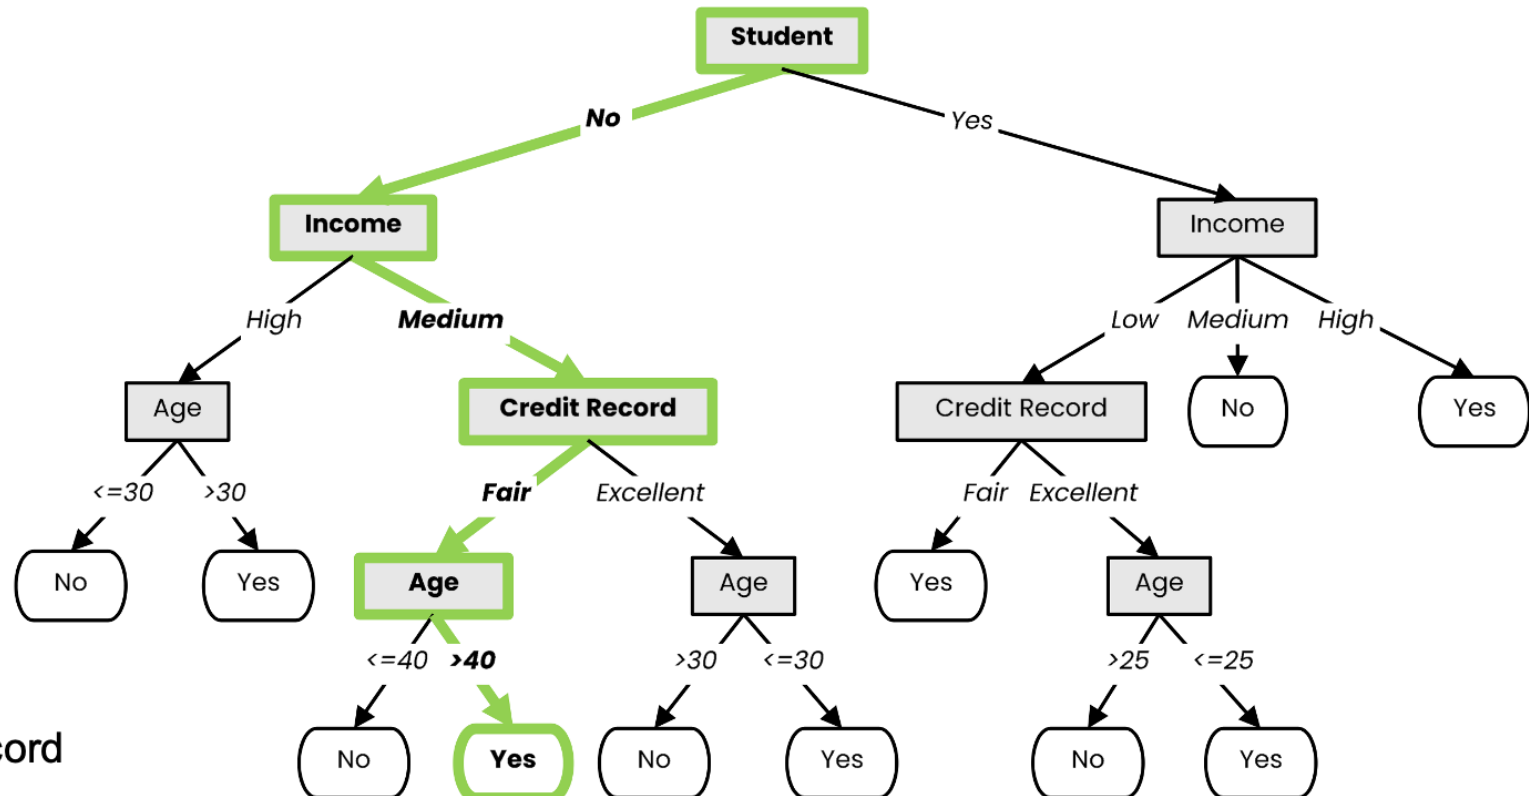 Student
No
Yes
Income
Income
High
Medium
Low
Medium
High
Age
Credit Record
Credit Record
No
Yes
<=30
>30
Fair
Excellent
Fair
Excellent
No
Yes
Age
Age
Yes
Age
<=40
>40
>30
<=30
>25
<=25
cord
No
Yes
No
Yes
No
Yes